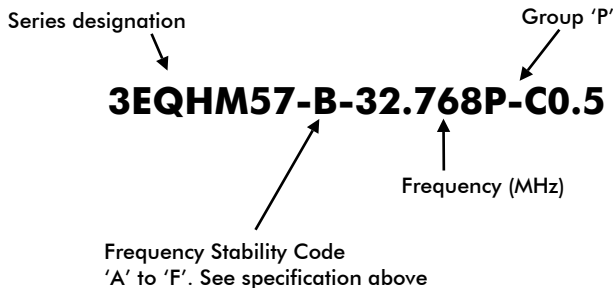 Series designation
Group ‘P’
3EQHM57-B-32.768P-C0.5
Frequency (MHz)
Frequency Stability Code
‘A’ to ‘F’. See specification above